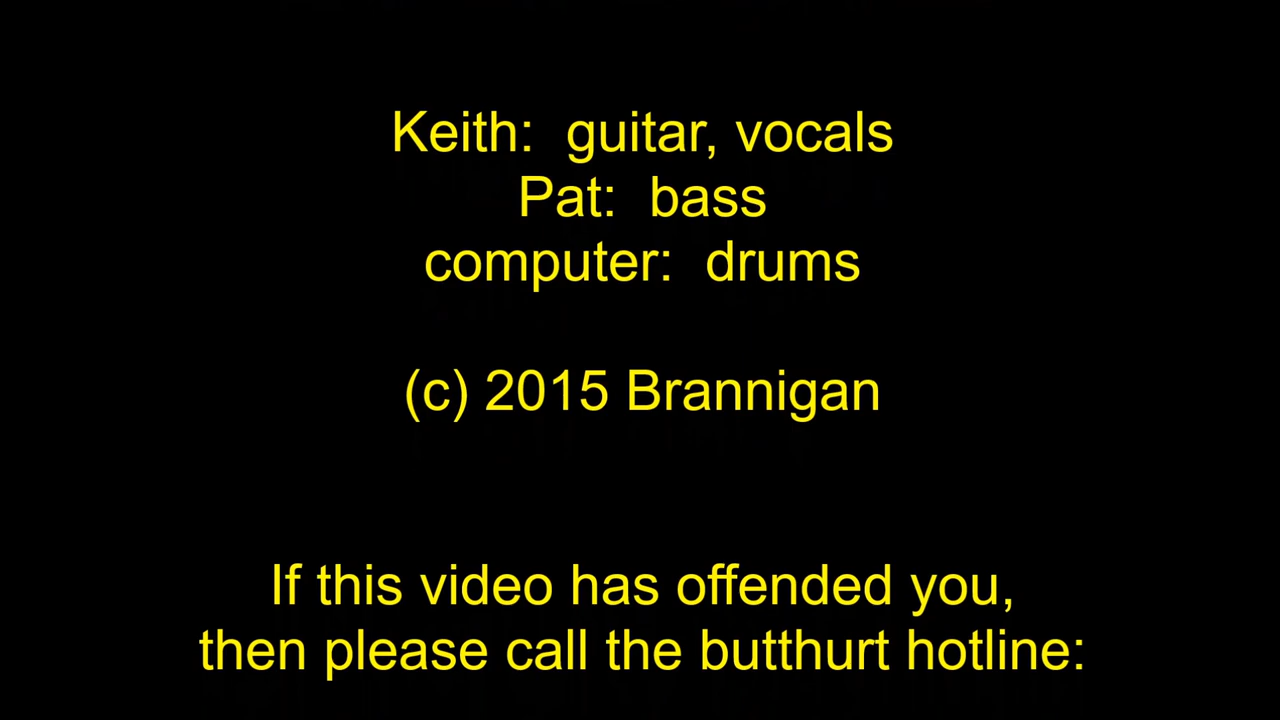 Keith:  guitar, vocals
Pat:  bass
computer:  drums
(c) 2015 Brannigan
If this video has offended you,
then please call the butthurt hotline: